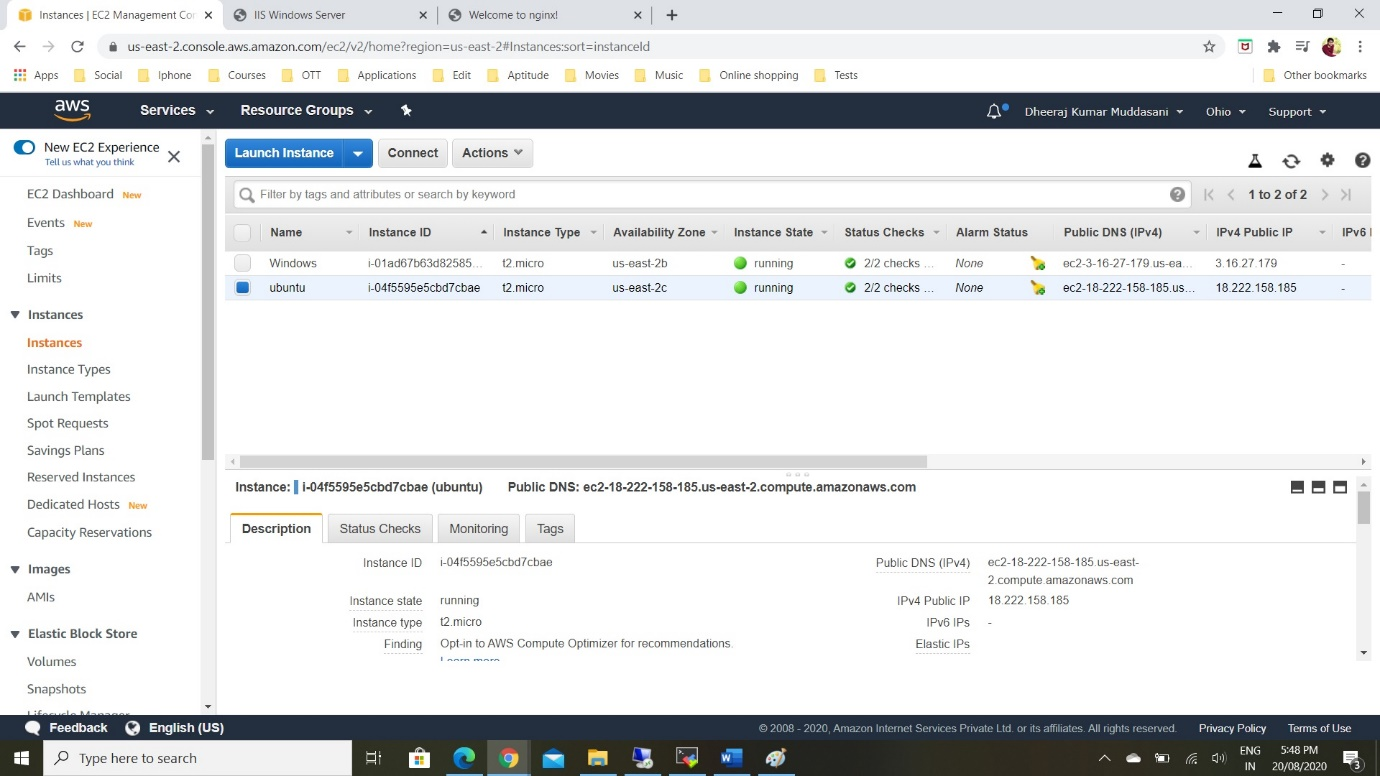 Instances | EC2 Management Con
IIS Windows Server
Welcome to nginx!
us-east-2.console.aws.amazon.com/ec2/v2/home?region=us-east-2#Instances:sort=instanceId
Apps Social Iphone Courses OTT Applications Edit Aptitude Movies Music Online shopping Tests Other bookmarks
aws Services Resource Groups Dheeraj Kumar Muddasani Ohio Support
New EC2 Experience
Tell us what you think
EC2 Dashboard New
Events New
Tags
Limits
Instances
Instances
Instance Types
Launch Templates
Spot Requests
Savings Plans
Reserved Instances
Dedicated Hosts New
Capacity Reservations
Images
AMIs
Elastic Block Store
Volumes
Snapshots
Lifecycle Manager
Launch Instance Connect Actions
Filter by tags and attributes or search by keyword
1 to 2 of 2
Name Instance ID Instance Type Availability Zone Instance State Status Checks Alarm Status Public DNS (IPv4) IPv4 Public IP IPv6 I
Windows i-01ad67b63d82585... t2.micro us-east-2b running 2/2 checks ... None ec2-3-16-27-179.us-ea... 3.16.27.179 -
ubuntu i-04f5595e5cbd7cbae t2.micro us-east-2c running 2/2 checks ... None ec2-18-222-158-185.us... 18.222.158.185 -
Instance: i-04f5595e5cbd7cbae (ubuntu) Public DNS: ec2-18-222-158-185.us-east-2.compute.amazonaws.com
Description Status Checks Monitoring Tags
Instance ID i-04f5595e5cbd7cbae
Instance state running
Instance type t2.micro
Finding Opt-in to AWS Compute Optimizer for recommendations.
Learn more
Public DNS (IPv4) ec2-18-222-158-185.us-east-
2.compute.amazonaws.com
IPv4 Public IP 18.222.158.185
IPv6 IPs -
Elastic IPs
Feedback English (US)
© 2008 - 2020, Amazon Internet Services Private Ltd. or its affiliates. All rights reserved. Privacy Policy Terms of Use
Type here to search
ENG
IN
5:48 PM
20/08/2020
3